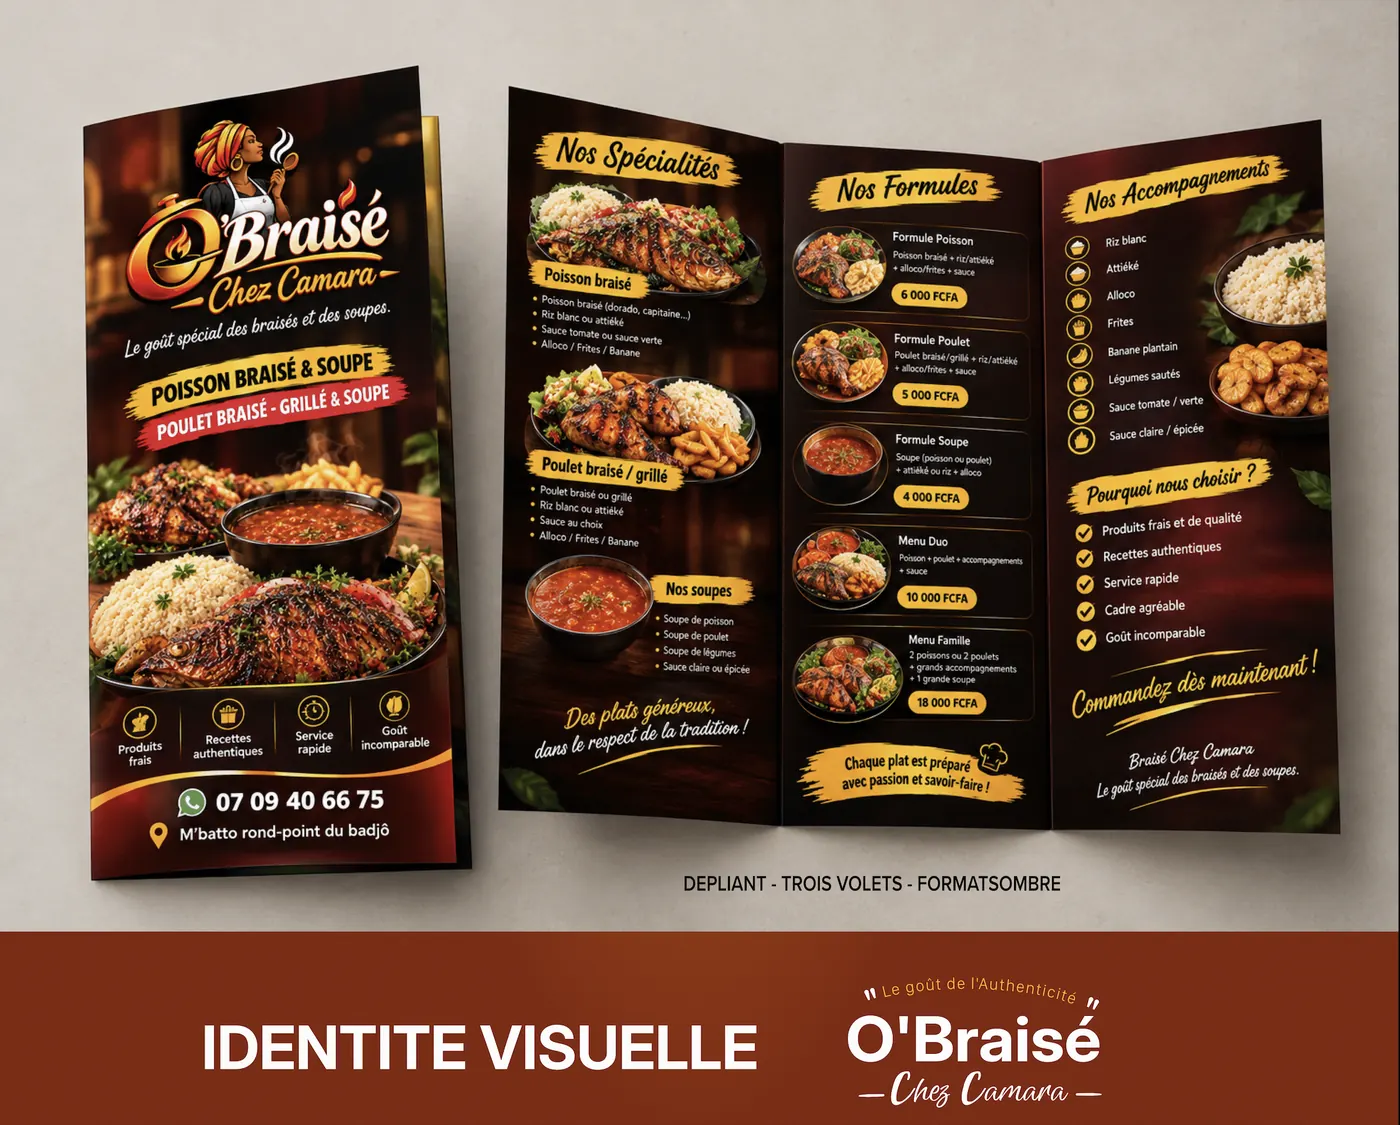 O'Braisé
Chez Camara
Le goût spécial des braisés et des soupes.
POISSON BRAISÉ & SOUPE
POULET BRAISÉ - GRILLÉ & SOUPE
Produits
frais
Recettes
authentiques
Service
rapide
Goût
incomparable
07 09 40 66 75
M'batto rond-point du badjô
Nos Spécialités
Poisson braisé
• Poisson braisé (dorado, capitaine...)
• Riz blanc ou attiéké
• Sauce tomate ou sauce verte
• Alloco / Frites / Banane
Poulet braisé / grillé
• Poulet braisé ou grillé
• Riz blanc ou attiéké
• Sauce au choix
• Alloco / Frites / Banane
Nos soupes
• Soupe de poisson
• Soupe de poulet
• Soupe de légumes
• Sauce claire ou épicée
Des plats généreux,
dans le respect de la tradition !
Nos Formules
Formule Poisson
Poisson braisé + riz/attiéké
+ alloco/frites + sauce
6 000 FCFA
Formule Poulet
Poulet braisé/grillé + riz/attiéké
+ alloco/frites + sauce
5 000 FCFA
Formule Soupe
Soupe (poisson ou poulet)
+ attiéké ou riz + alloco
4 000 FCFA
Menu Duo
Poisson + poulet + accompagnements
+ sauce
10 000 FCFA
Menu Famille
2 poissons ou 2 poulets
+ grands accompagnements
+ 1 grande soupe
18 000 FCFA
Chaque plat est préparé
avec passion et savoir-faire !
Nos Accompagnements
Riz blanc
Attiéké
Alloco
Frites
Banane plantain
Légumes sautés
Sauce tomate / verte
Sauce claire / épicée
Pourquoi nous choisir ?
Produits frais et de qualité
Recettes authentiques
Service rapide
Cadre agréable
Goût incomparable
Commandez dès maintenant !
Braisé Chez Camara
Le goût spécial des braisés et des soupes.
DEPLIANT - TROIS VOLETS - FORMATSOMBRE
IDENTITE VISUELLE
" Le goût de l'Authenticité "
O'Braisé
— Chez Camara —